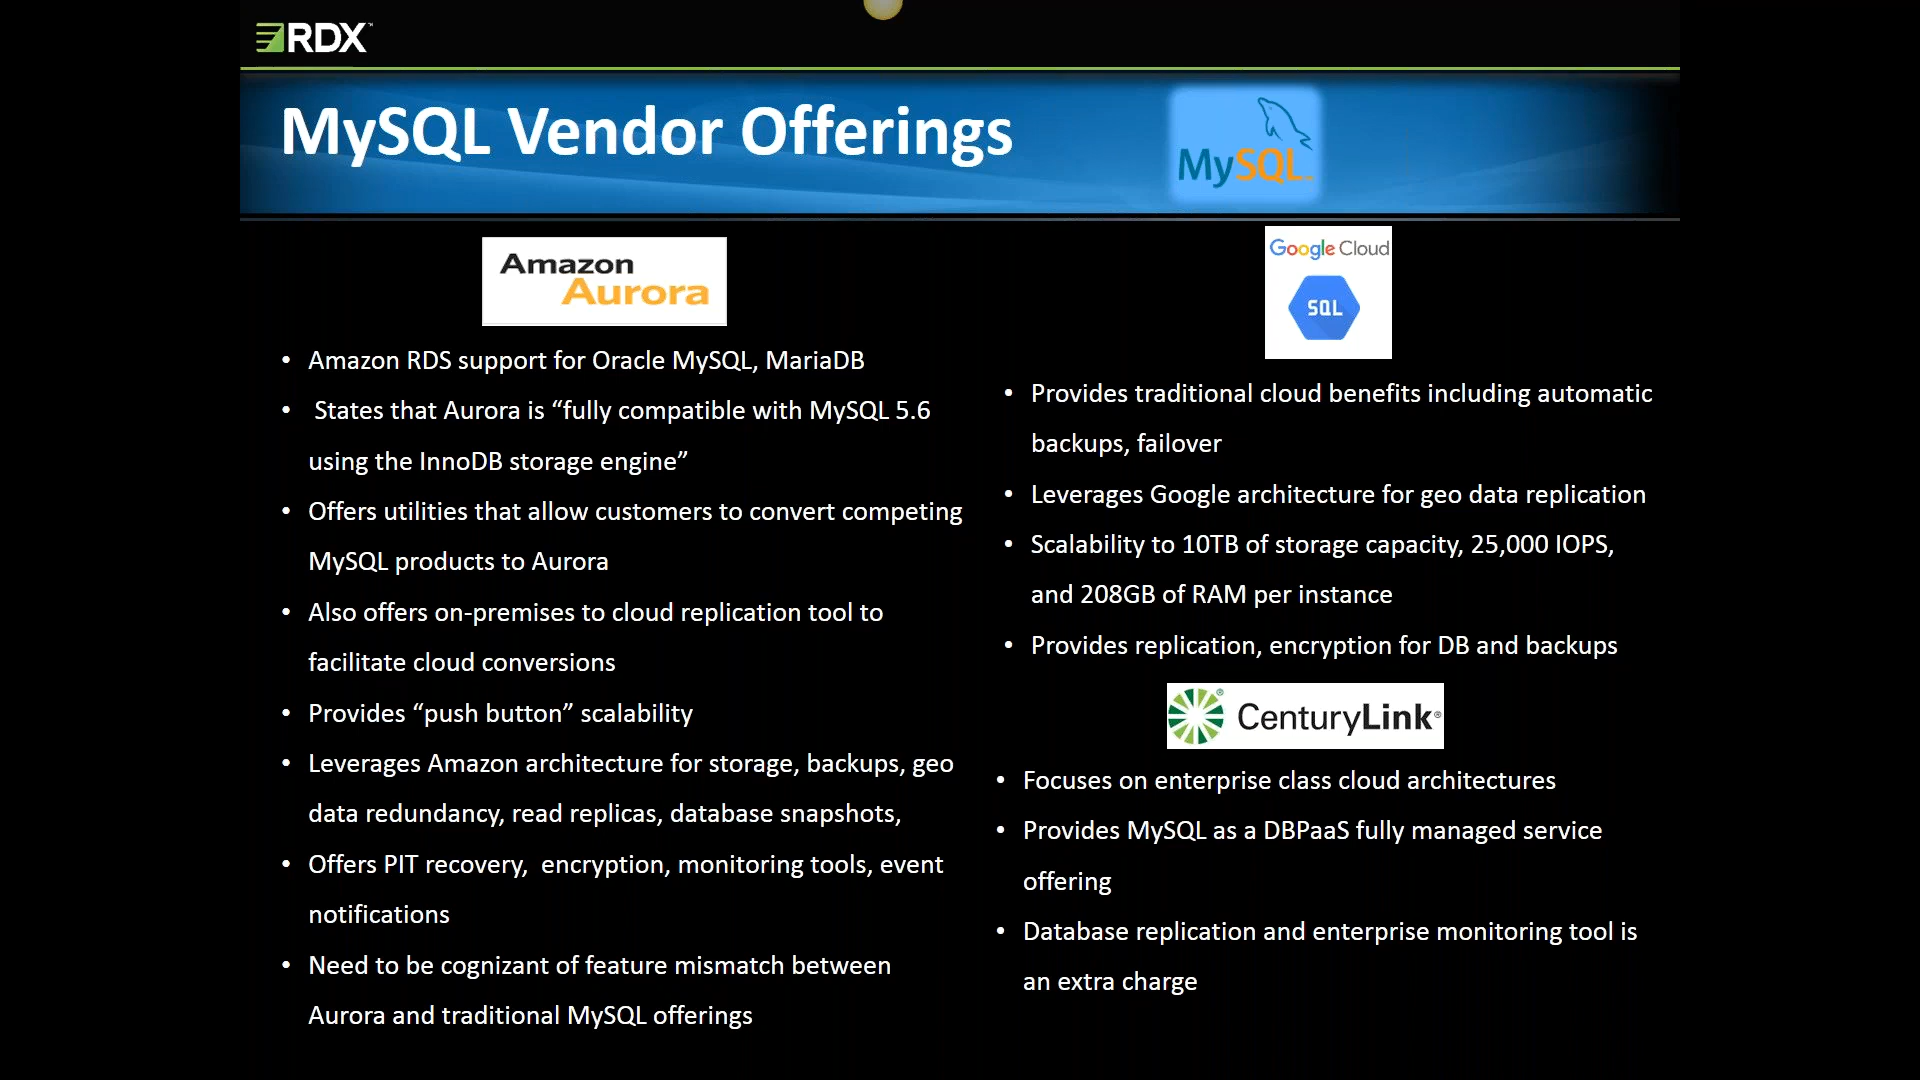 RDX™
MySQL Vendor Offerings
MySQL™
Amazon
Aurora
• Amazon RDS support for Oracle MySQL, MariaDB
• States that Aurora is “fully compatible with MySQL 5.6
using the InnoDB storage engine”
• Offers utilities that allow customers to convert competing
MySQL products to Aurora
• Also offers on-premises to cloud replication tool to
facilitate cloud conversions
• Provides “push button” scalability
• Leverages Amazon architecture for storage, backups, geo
data redundancy, read replicas, database snapshots,
• Offers PIT recovery,  encryption, monitoring tools, event
notifications
• Need to be cognizant of feature mismatch between
Aurora and traditional MySQL offerings
Google Cloud
SQL
• Provides traditional cloud benefits including automatic
backups, failover
• Leverages Google architecture for geo data replication
• Scalability to 10TB of storage capacity, 25,000 IOPS,
and 208GB of RAM per instance
• Provides replication, encryption for DB and backups
CenturyLink®
• Focuses on enterprise class cloud architectures
• Provides MySQL as a DBPaaS fully managed service
offering
• Database replication and enterprise monitoring tool is
an extra charge